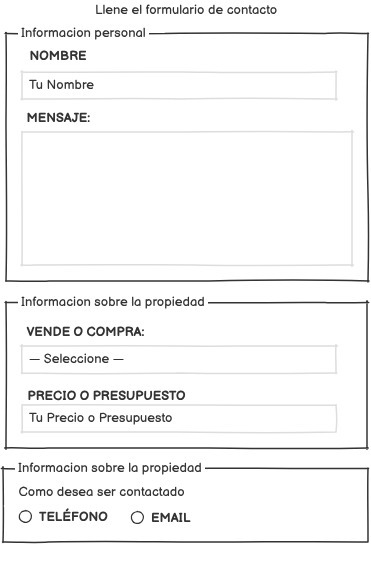 Llene el formulario de contacto
Informacion personal
NOMBRE
Tu Nombre
MENSAJE:
Informacion sobre la propiedad
VENDE O COMPRA:
— Seleccione —
PRECIO O PRESUPUESTO
Tu Precio o Presupuesto
Informacion sobre la propiedad
Como desea ser contactado
TELÉFONO EMAIL